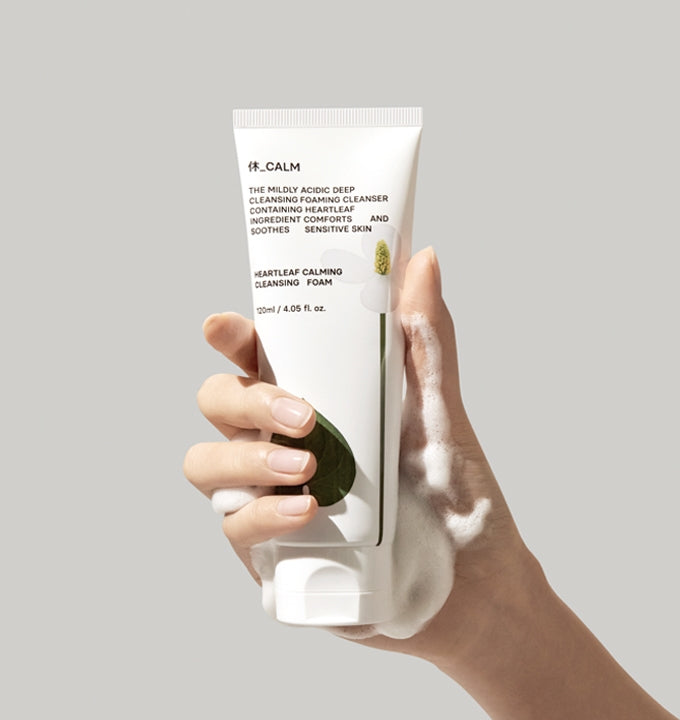 休_CALM
THE MILDLY ACIDIC DEEP
CLEANSING FOAMING CLEANSER
CONTAINING HEARTLEAF
INGREDIENT COMFORTS AND
SOOTHES SENSITIVE SKIN
HEARTLEAF CALMING
CLEANSING FOAM
120ml / 4.05 fl. oz.